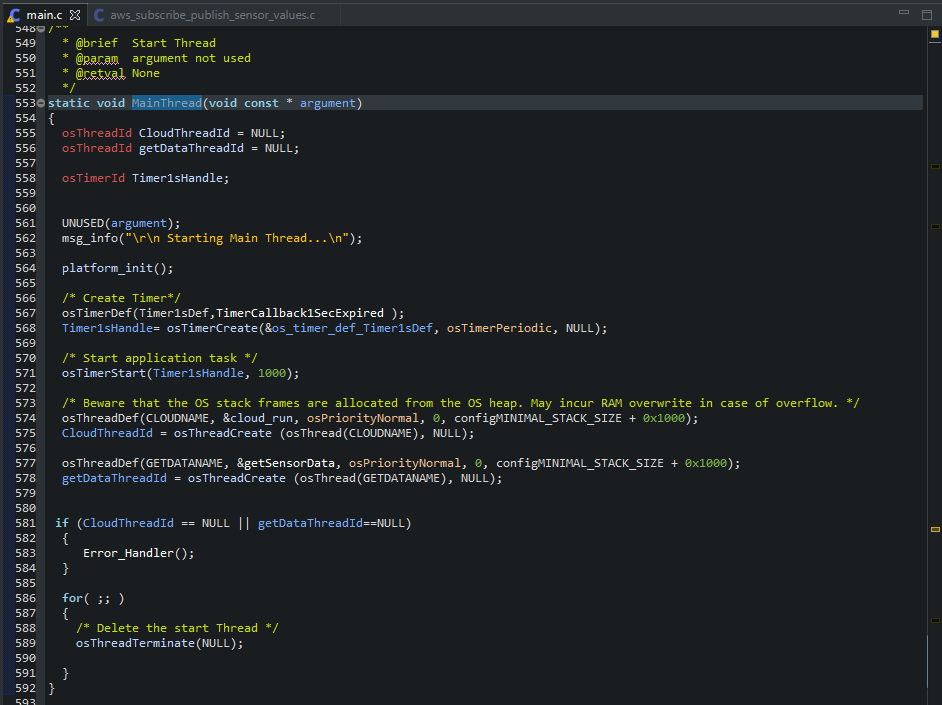 main.c
aws_subscribe_publish_sensor_values.c
548 /**
549   * @brief  Start Thread
550   * @param  argument not used
551   * @retval None
552   */
553 static void MainThread(void const * argument)
554 {
555   osThreadId CloudThreadId = NULL;
556   osThreadId getDataThreadId = NULL;
557
558   osTimerId Timer1sHandle;
559
560
561   UNUSED(argument);
562   msg_info("\r\n Starting Main Thread...\n");
563
564   platform_init();
565
566   /* Create Timer*/
567   osTimerDef(Timer1sDef,TimerCallback1SecExpired );
568   Timer1sHandle= osTimerCreate(&os_timer_def_Timer1sDef, osTimerPeriodic, NULL);
569
570   /* Start application task */
571   osTimerStart(Timer1sHandle, 1000);
572
573   /* Beware that the OS stack frames are allocated from the OS heap. May incur RAM overwrite in case of overflow. */
574   osThreadDef(CLOUDNAME, &cloud_run, osPriorityNormal, 0, configMINIMAL_STACK_SIZE + 0x1000);
575   CloudThreadId = osThreadCreate (osThread(CLOUDNAME), NULL);
576
577   osThreadDef(GETDATANAME, &getSensorData, osPriorityNormal, 0, configMINIMAL_STACK_SIZE + 0x1000);
578   getDataThreadId = osThreadCreate (osThread(GETDATANAME), NULL);
579
580
581  if (CloudThreadId == NULL || getDataThreadId==NULL)
582   {
583      Error_Handler();
584   }
585
586   for( ;; )
587   {
588     /* Delete the start Thread */
589     osThreadTerminate(NULL);
590
591   }
592 }
593